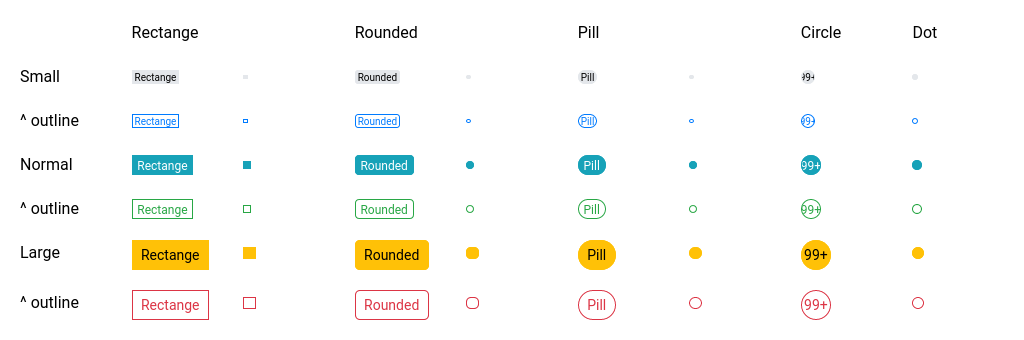 Rectange Rounded Pill Circle Dot
Small Rectange Rounded Pill 99+
^ outline Rectange Rounded Pill 99+
Normal Rectange Rounded Pill 99+
^ outline Rectange Rounded Pill 99+
Large Rectange Rounded Pill 99+
^ outline Rectange Rounded Pill 99+